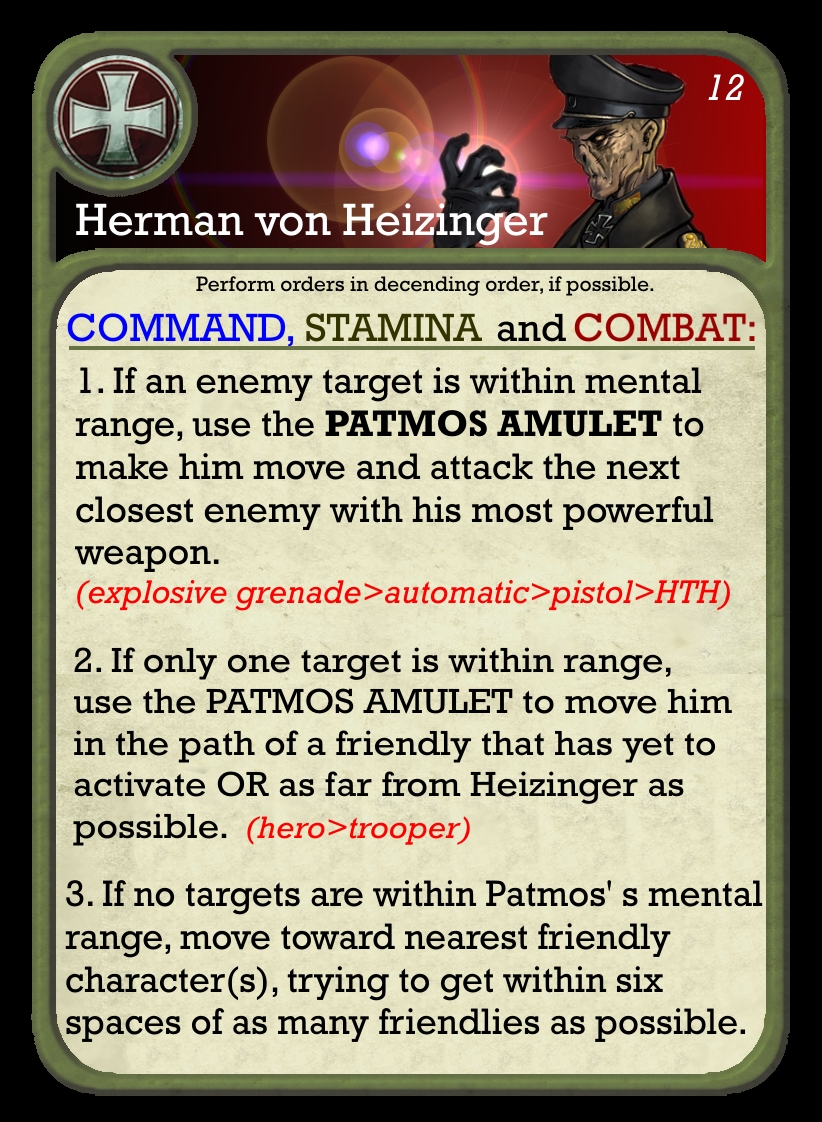 12
Herman von Heizinger
Perform orders in decending order, if possible.
COMMAND, STAMINA and COMBAT:
1. If an enemy target is within mental
range, use the PATMOS AMULET to
make him move and attack the next
closest enemy with his most powerful
weapon.
(explosive grenade>automatic>pistol>HTH)
2. If only one target is within range,
use the PATMOS AMULET to move him
in the path of a friendly that has yet to
activate OR as far from Heizinger as
possible. (hero>trooper)
3. If no targets are within Patmos' s mental
range, move toward nearest friendly
character(s), trying to get within six
spaces of as many friendlies as possible.